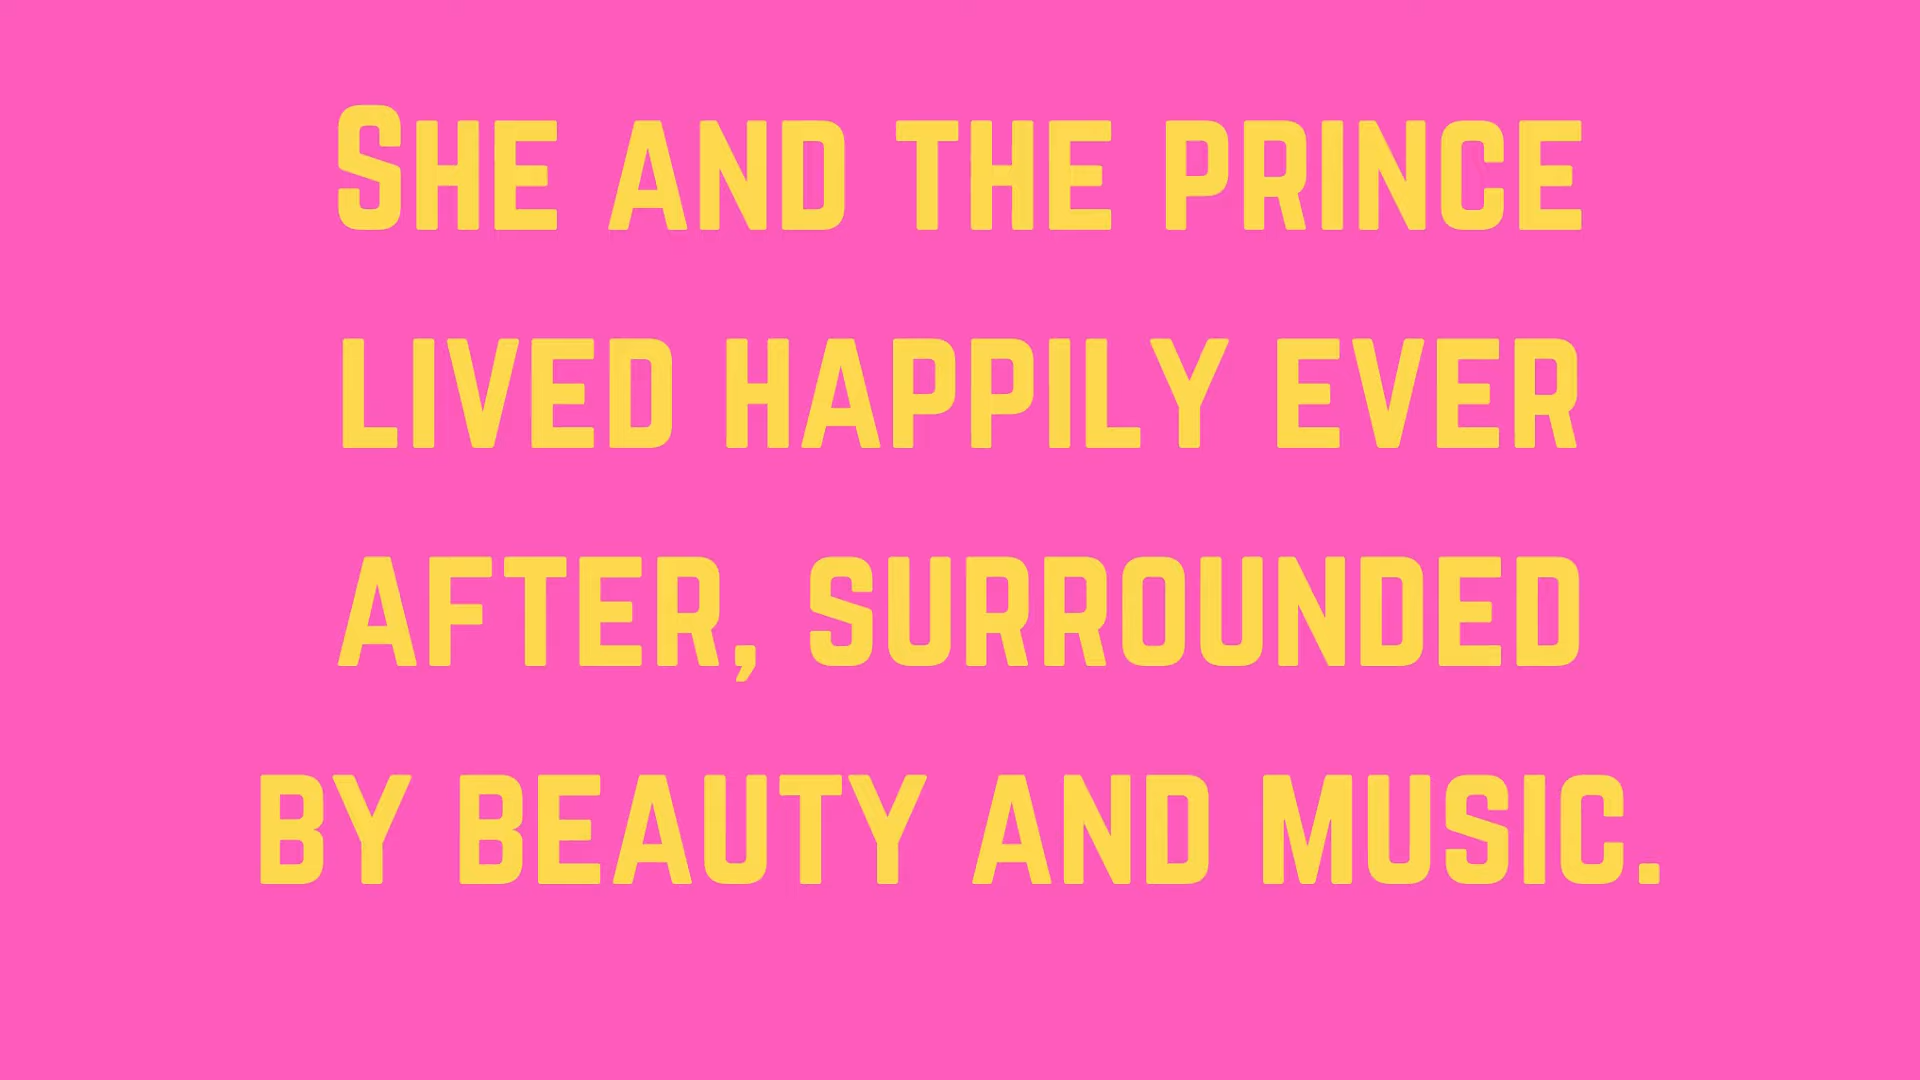 She and the prince
lived happily ever
after, surrounded
by beauty and music.